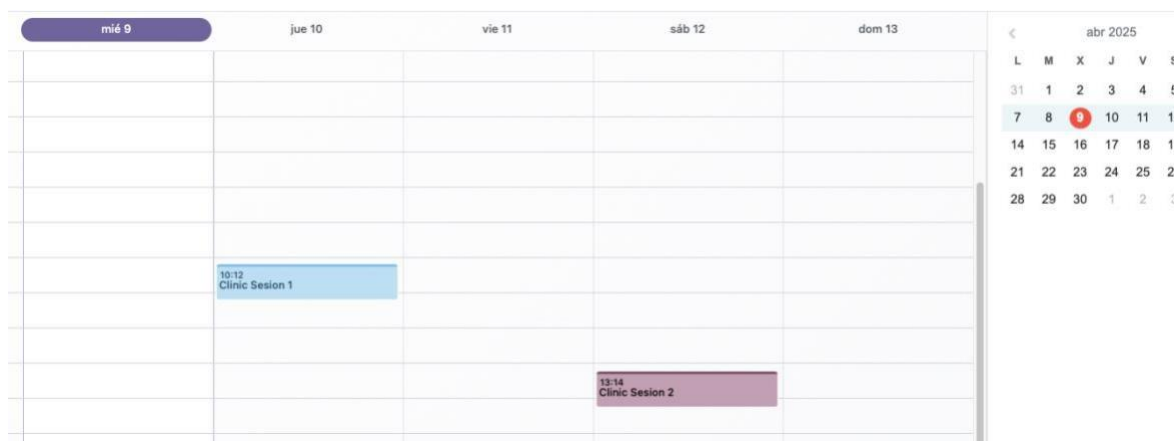 mié 9 jue 10 vie 11 sáb 12 dom 13
10:12
Clinic Sesion 1
13:14
Clinic Sesion 2
abr 2025
L M X J V
31 1 2 3 4
7 8 9 10 11
14 15 16 17 18
21 22 23 24 25
28 29 30 1 2